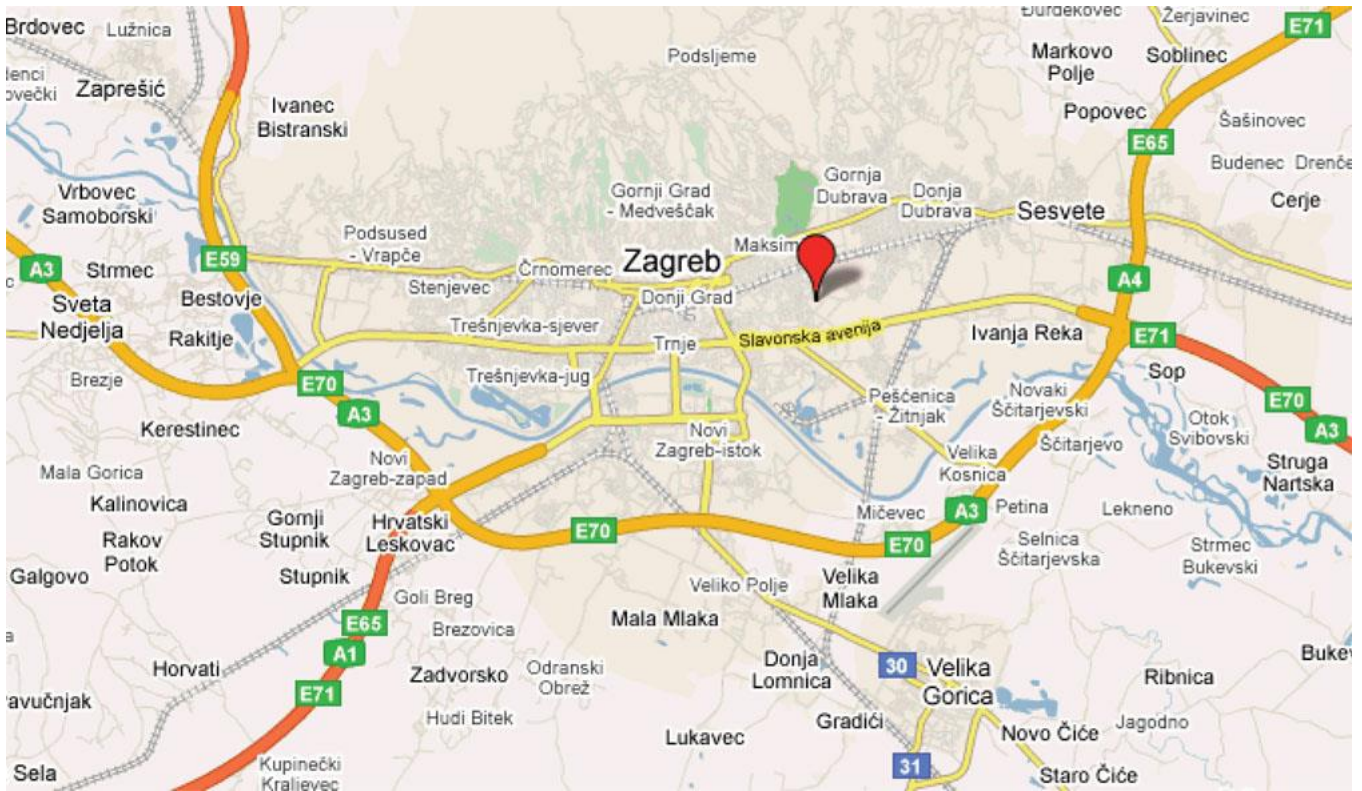 Đurđekovec
Žerjavinec
E71
Brdovec
Lužnica
Podsljeme
Markovo
Polje
Soblinec
Zaprešić
Ivanec
Bistranski
Popovec
Šašinovec
E65
Budenec
Drenče
Vrbovec
Samoborski
Gornji Grad
- Medveščak
Gornja
Dubrava
Donja
Dubrava
Sesvete
Cerje
Podsused
- Vrapče
Maksim
A3
Strmec
E59
Zagreb
Črnomerec
Stenjevec
Donji Grad
A4
Sveta
Nedjelja
Bestovje
Rakitje
Trešnjevka-sjever
Trnje
Slavonska avenija
Ivanja Reka
E71
Brezje
E70
Trešnjevka-jug
Sop
Pešćenica
- Žitnjak
Novaki
Ščitarjevski
E70
A3
A3
Kerestinec
Novi
Zagreb-istok
Ščitarjevo
Otok
Svibovski
Mala Gorica
Novi
Zagreb-zapad
Velika
Kosnica
Struga
Nartska
Kalinovica
Gornji
Stupnik
Hrvatski
Leskovac
Mičevec
A3
Petina
Lekneno
E70
E70
Rakov
Potok
Selnica
Ščitarjevska
Strmec
Bukevski
Galgovo
Stupnik
Veliko Polje
Velika
Mlaka
Goli Breg
E65
Mala Mlaka
Brezovica
A1
Horvati
Zadvorsko
Odranski
Obrež
Donja
Lomnica
30
Velika
Gorica
Ribnica
E71
ravučnjak
Hudi Bitek
Gradići
Jagodno
Novo Čiče
Lukavec
31
Sela
Kupinečki
Kraljevec
Staro Čiče